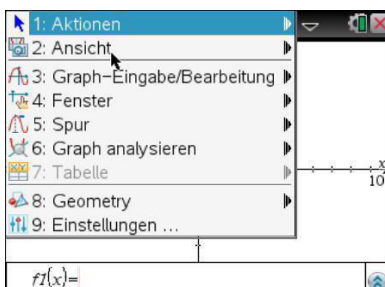 1: Aktionen
2: Ansicht
3: Graph-Eingabe/Bearbeitung
4: Fenster
5: Spur
6: Graph analysieren
7: Tabelle
8: Geometry
9: Einstellungen ...
x
10
f1(x)=